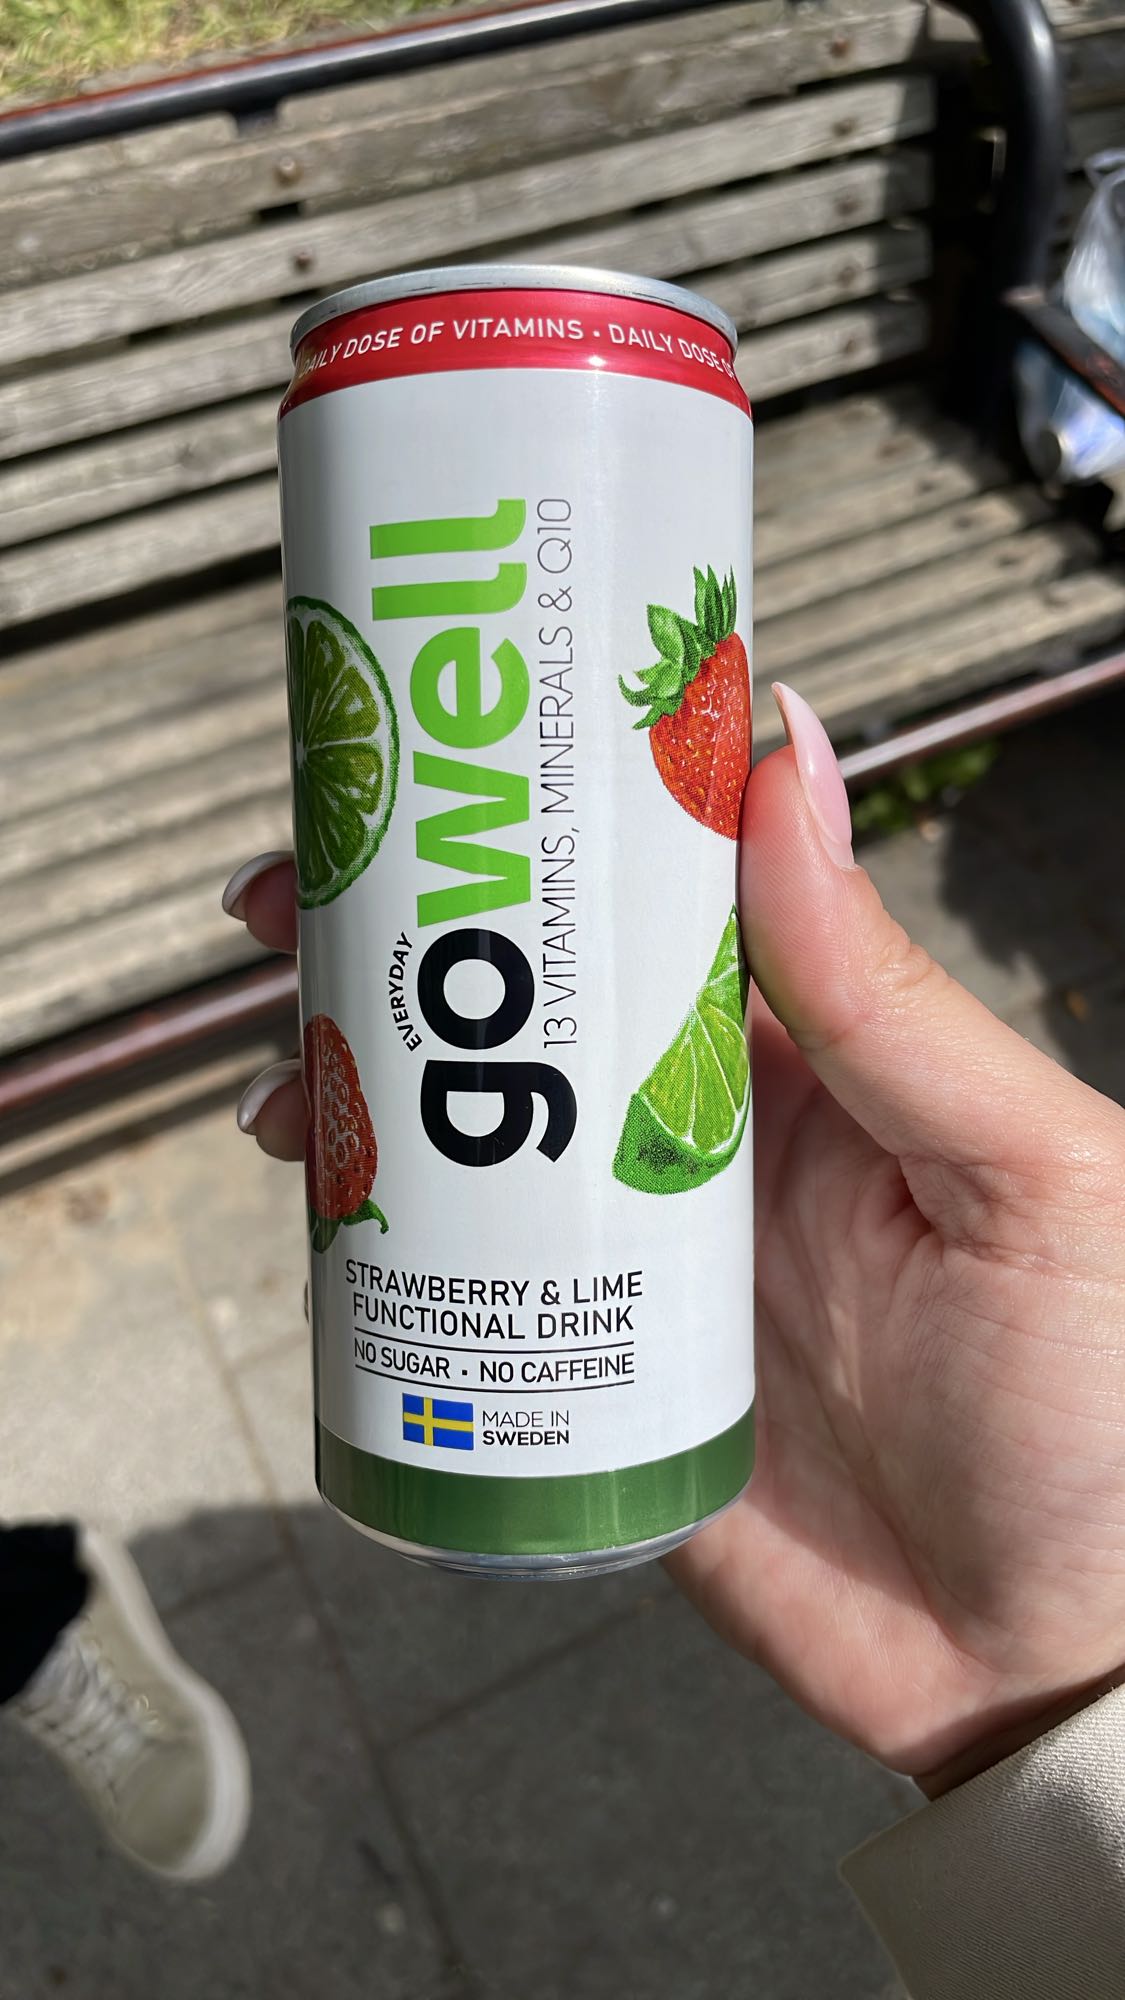 DAILY DOSE OF VITAMINS · DAILY DOSE OF
EVERYDAY
gowell
13 VITAMINS, MINERALS & Q10
STRAWBERRY & LIME
FUNCTIONAL DRINK
NO SUGAR · NO CAFFEINE
MADE IN
SWEDEN